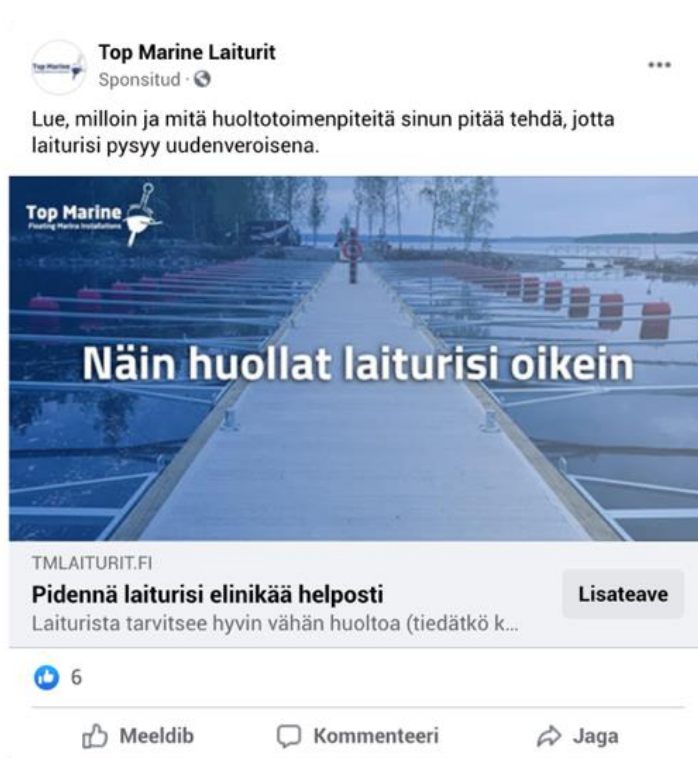 Top Marine Laiturit
Sponsitud ·
Lue, milloin ja mitä huoltotoimenpiteitä sinun pitää tehdä, jotta
laiturisi pysyy uudenveroisena.
Top Marine
Floating Marina Installations
Näin huollat laiturisi oikein
TMLAITURIT.FI
Pidennä laiturisi elinikää helposti
Lisateave
Laiturista tarvitsee hyvin vähän huoltoa (tiedätkö k...
6
Meeldib
Kommenteeri
Jaga